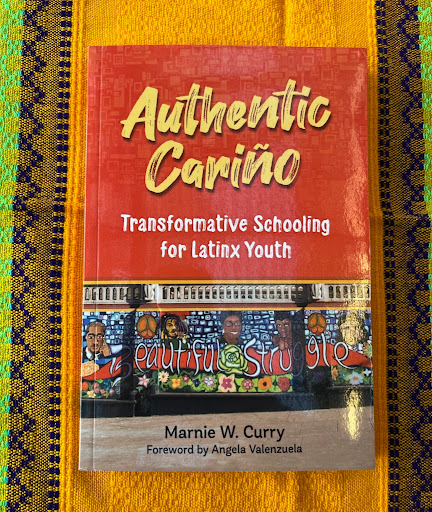 Authentic
Cariño
Transformative Schooling
for Latinx Youth
Beautiful Struggle
Marnie W. Curry
Foreword by Angela Valenzuela